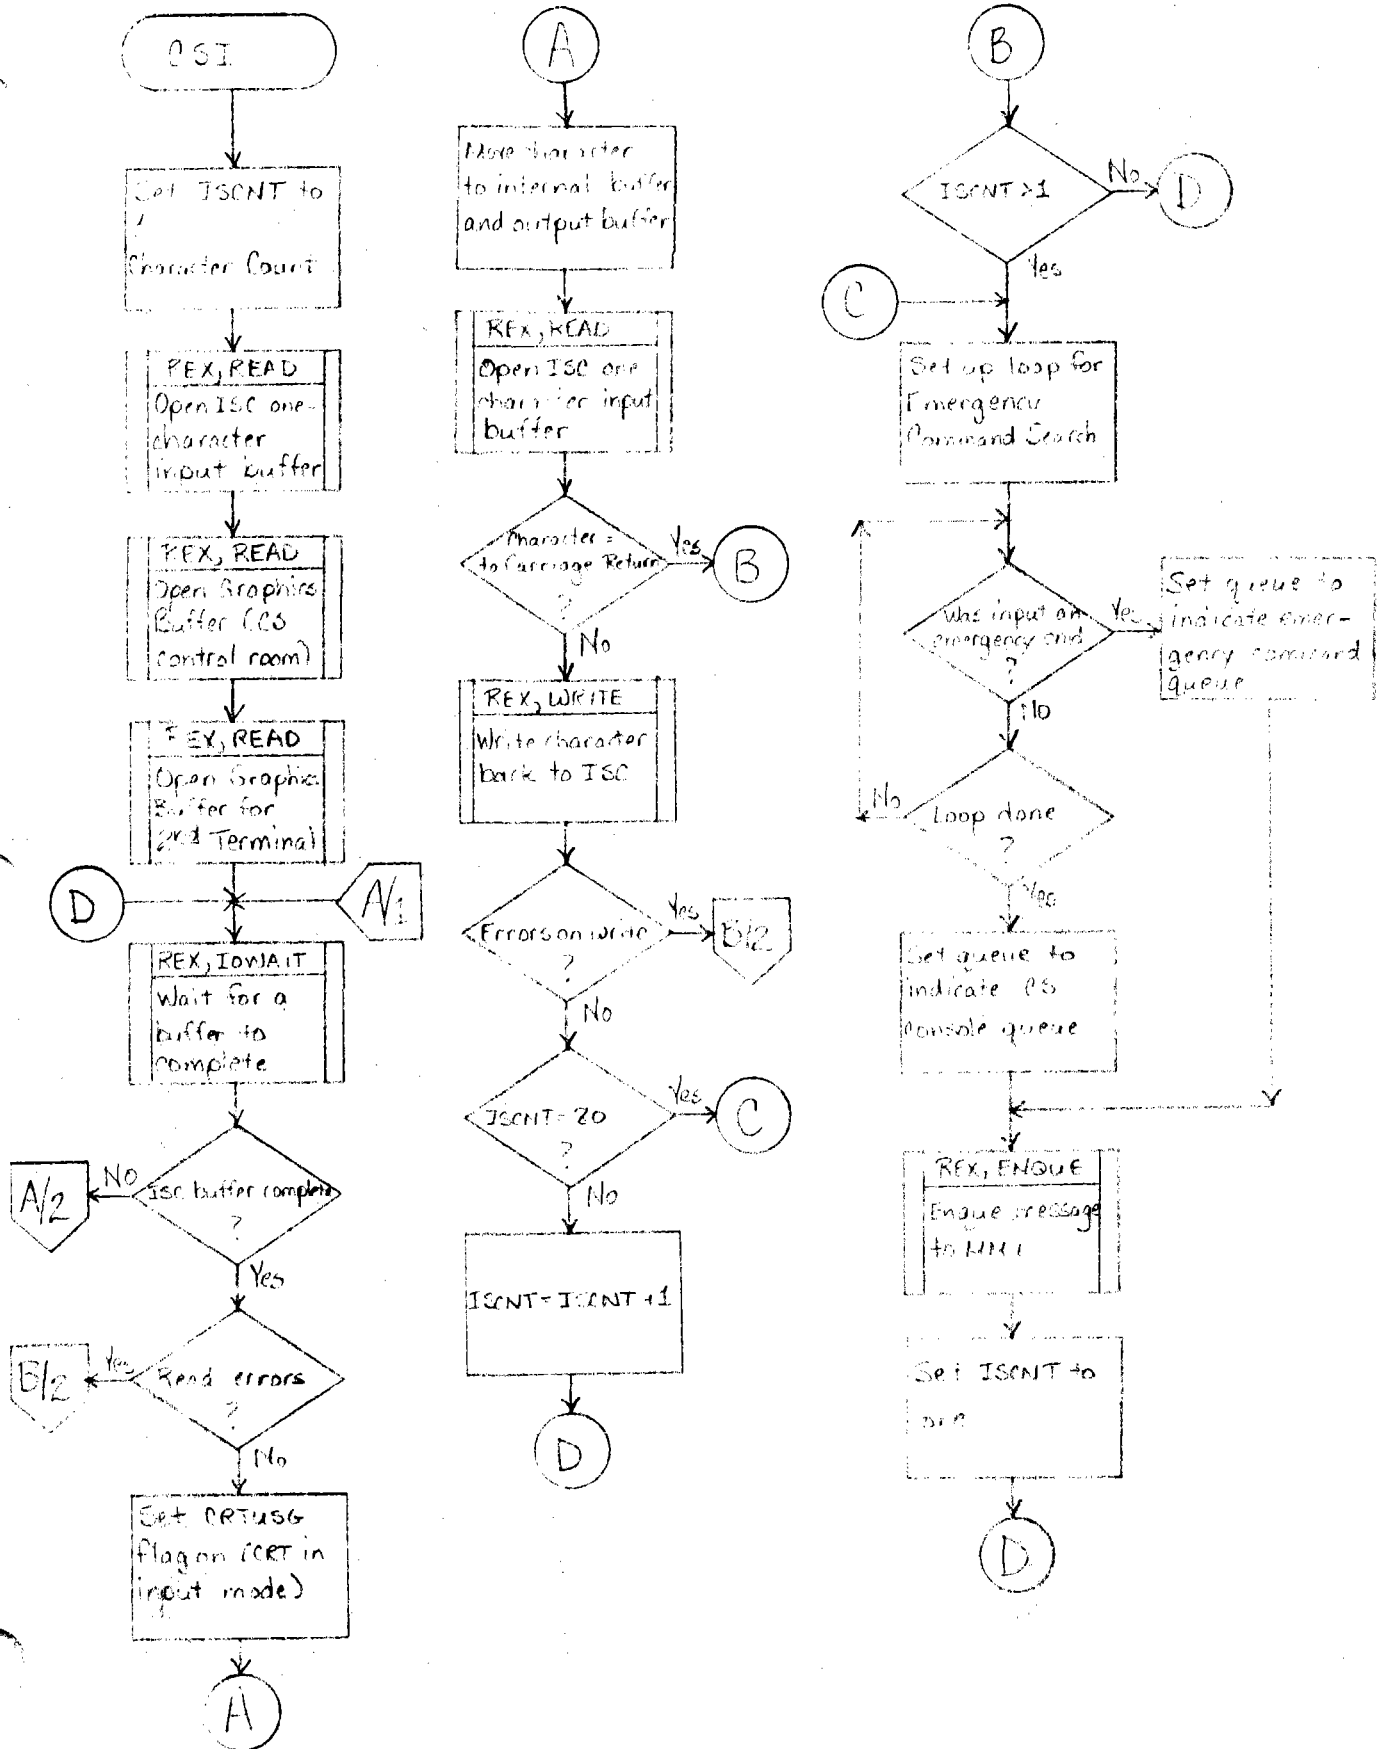 CSI
Set ISCNT to
Character Count
REX, READ
Open ISC one-
character
input buffer
REX, READ
Open Graphics
Buffer (CS
control room)
REX, READ
Open Graphic
Buffer for
2nd Terminal
D
A/1
REX, IOWAIT
Wait for a
buffer to
complete
NO
A/2
Isc buffer complete
?
Yes
Yes
B/2
Read errors
?
No
Set CRTUSG
flag on (CRT in
input mode)
A
A
Move character
to internal buffer
and output buffer
REX, READ
Open ISC one
character input
buffer
Character =
to Carriage Return
?
Yes
B
No
REX, WRITE
Write character
back to ISC
Errors on write
?
Yes
B/2
No
ISCNT = 20
?
Yes
C
No
ISCNT = ISCNT + 1
D
B
ISCNT > 1
No
D
Yes
C
Set up loop for
Emergency
Command Search
Was input an
emergency cmd
?
Yes
Set queue to
indicate emer-
gency command
queue
No
No
Loop done
?
Yes
Set queue to
indicate CS
console queue
REX, ENQUE
Enque message
to MMI
Set ISCNT to
one
D